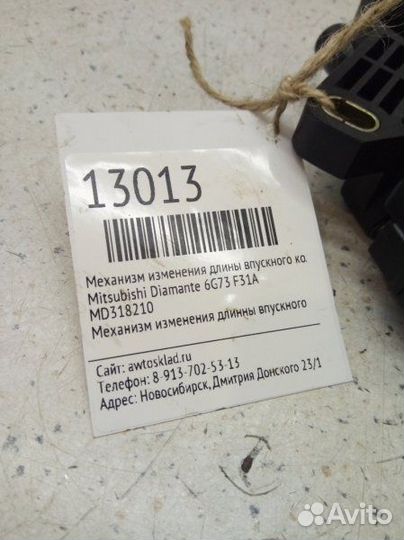 13013
Механизм изменения длины впускного ко.
Mitsubishi Diamante 6G73 F31A
MD318210
Механизм изменения длинны впускного
Сайт: awtosklad.ru
Телефон: 8-913-702-53-13
Адрес: Новосибирск, Дмитрия Донского 23/1
Avito